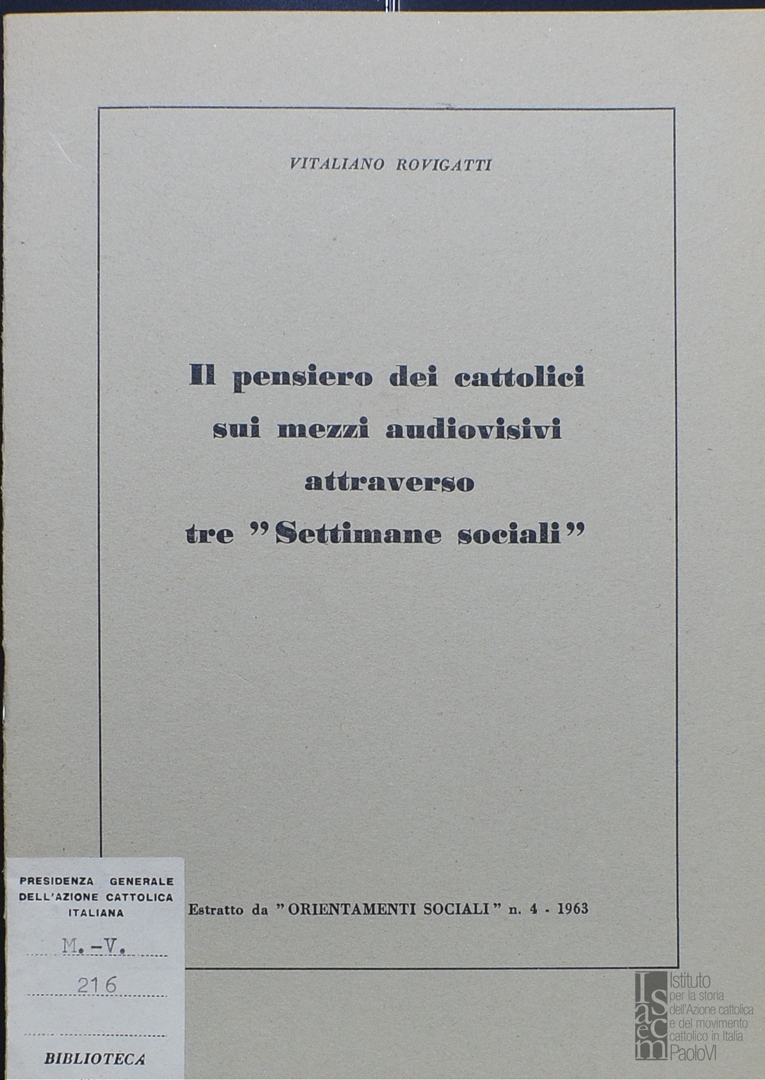 VITALIANO ROVIGATTI
Il pensiero dei cattolici
sui mezzi audiovisivi
attraverso
tre ”Settimane sociali”
Estratto da ”ORIENTAMENTI SOCIALI” n. 4 - 1963
PRESIDENZA GENERALE
DELL'AZIONE CATTOLICA
ITALIANA
M.-V.
216
BIBLIOTECA
Isacem
Istituto
per la storia
dell'Azione cattolica
e del movimento
cattolico in Italia
PaoloVI